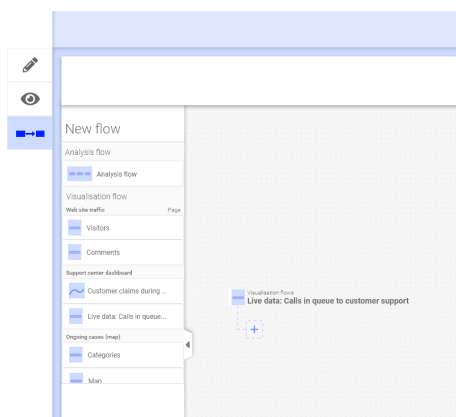 New flow
Analysis flow
Analysis flow
Visualisation flow
Web site traffic Page
Visitors
Comments
Support center dashboard
Customer claims during ...
Live data: Calls in queue...
Ongoing cases (map)
Categories
Map
Visualisation flows
Live data: Calls in queue to customer support